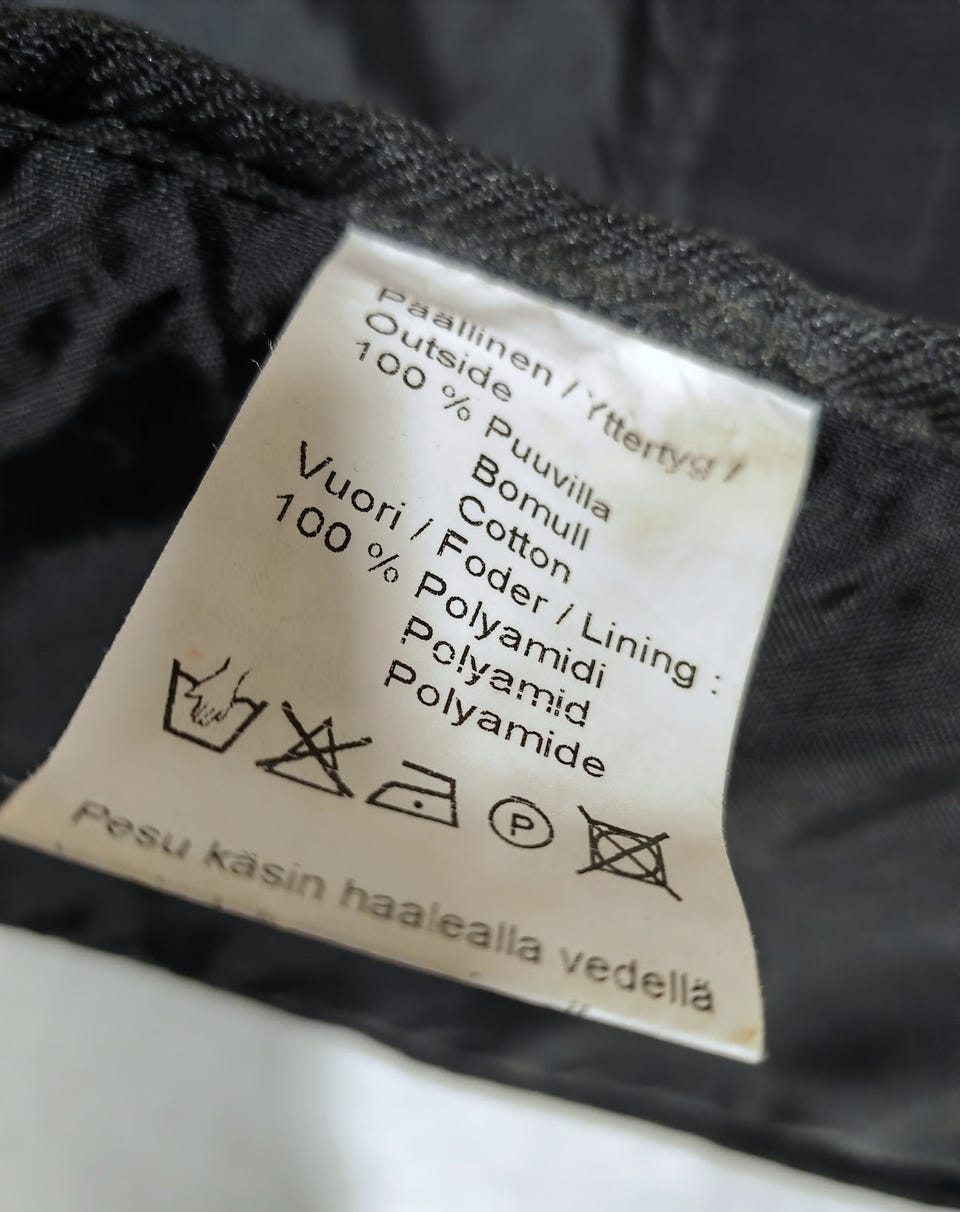 Päällinen / Yttertyg /
Outside
100 % Puuvilla
Bomull
Cotton
Vuori / Foder / Lining :
100 % Polyamidi
Polyamid
Polyamide
P
Pesu käsin haalealla vedellä